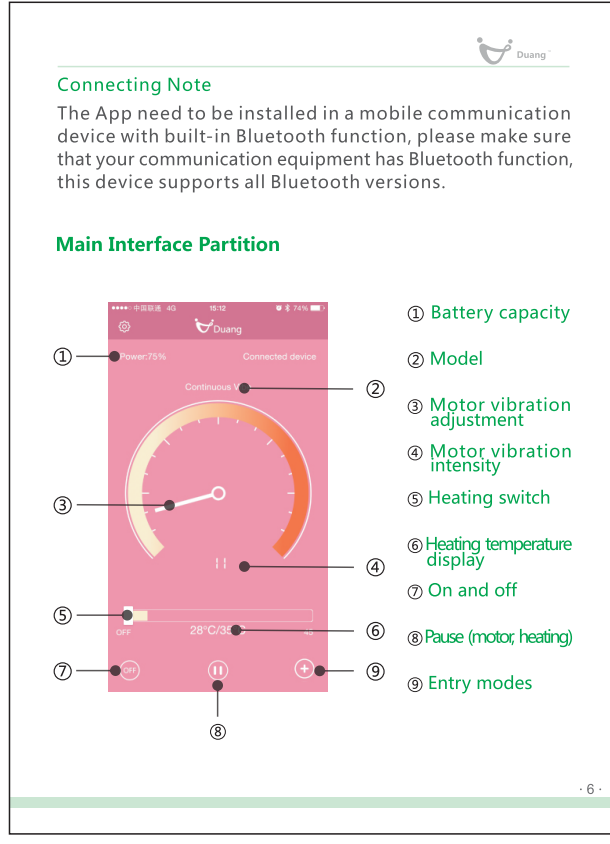 Duang
Connecting Note
The App need to be installed in a mobile communication
device with built-in Bluetooth function, please make sure
that your communication equipment has Bluetooth function,
this device supports all Bluetooth versions.
Main Interface Partition
中国联通 4G 15:12 74%
Duang
Power:75% Connected device
Continuous
OFF
28°C/35
OFF
①
②
③
④
⑤
⑥
⑦
⑧
⑨
① Battery capacity
② Model
③ Motor vibration
adjustment
④ Motor vibration
intensity
⑤ Heating switch
⑥ Heating temperature
display
⑦ On and off
⑧ Pause (motor, heating)
⑨ Entry modes
· 6 ·